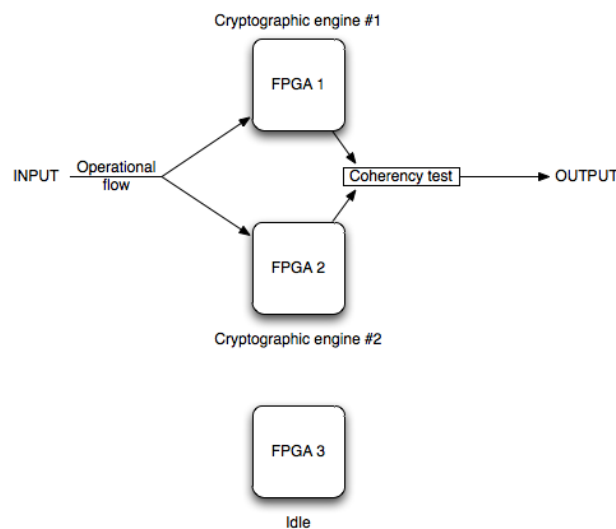 Cryptographic engine #1
FPGA 1
INPUT
Operational
flow
Coherency test
OUTPUT
FPGA 2
Cryptographic engine #2
FPGA 3
Idle